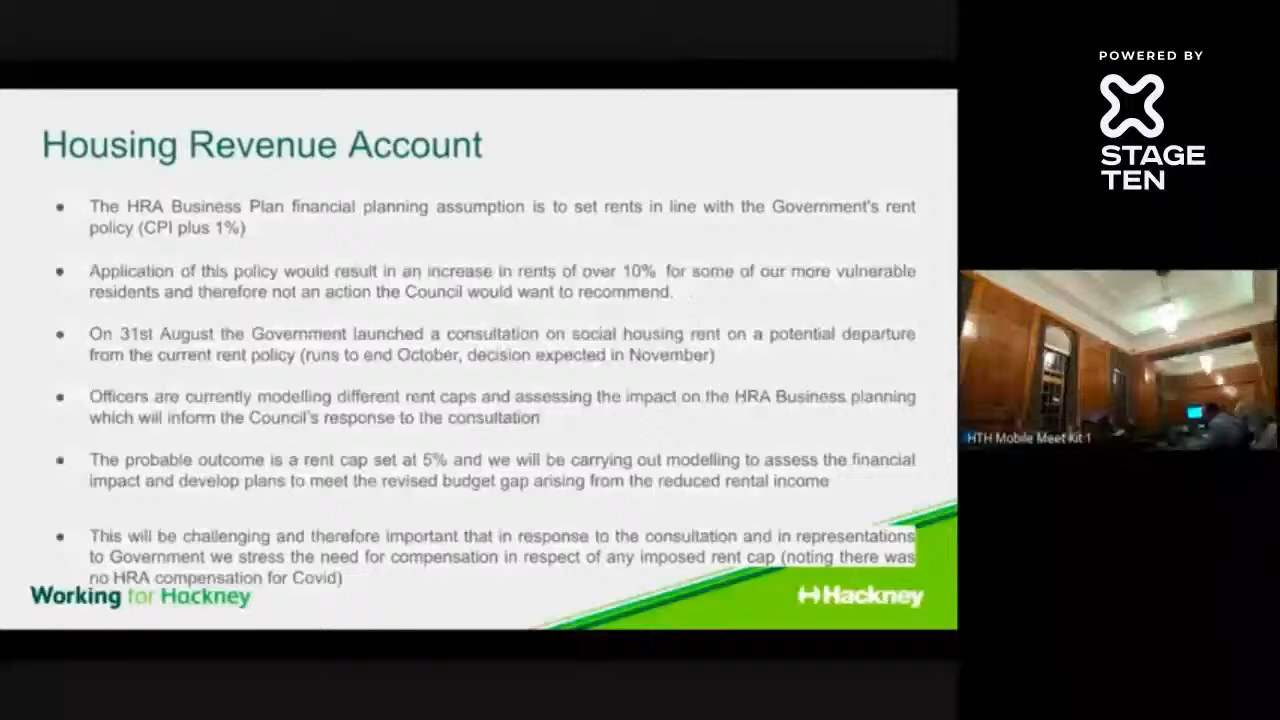 POWERED BY
STAGE
TEN
Housing Revenue Account
● The HRA Business Plan financial planning assumption is to set rents in line with the Government's rent
policy (CPI plus 1%)
● Application of this policy would result in an increase in rents of over 10% for some of our more vulnerable
residents and therefore not an action the Council would want to recommend.
● On 31st August the Government launched a consultation on social housing rent on a potential departure
from the current rent policy (runs to end October, decision expected in November)
● Officers are currently modelling different rent caps and assessing the impact on the HRA Business planning
which will inform the Council's response to the consultation
● The probable outcome is a rent cap set at 5% and we will be carrying out modelling to assess the financial
impact and develop plans to meet the revised budget gap arising from the reduced rental income
● This will be challenging and therefore important that in response to the consultation and in representations
to Government we stress the need for compensation in respect of any imposed rent cap (noting there was
no HRA compensation for Covid)
Working for Hackney
Hackney
HTH Mobile Meet Kit 1